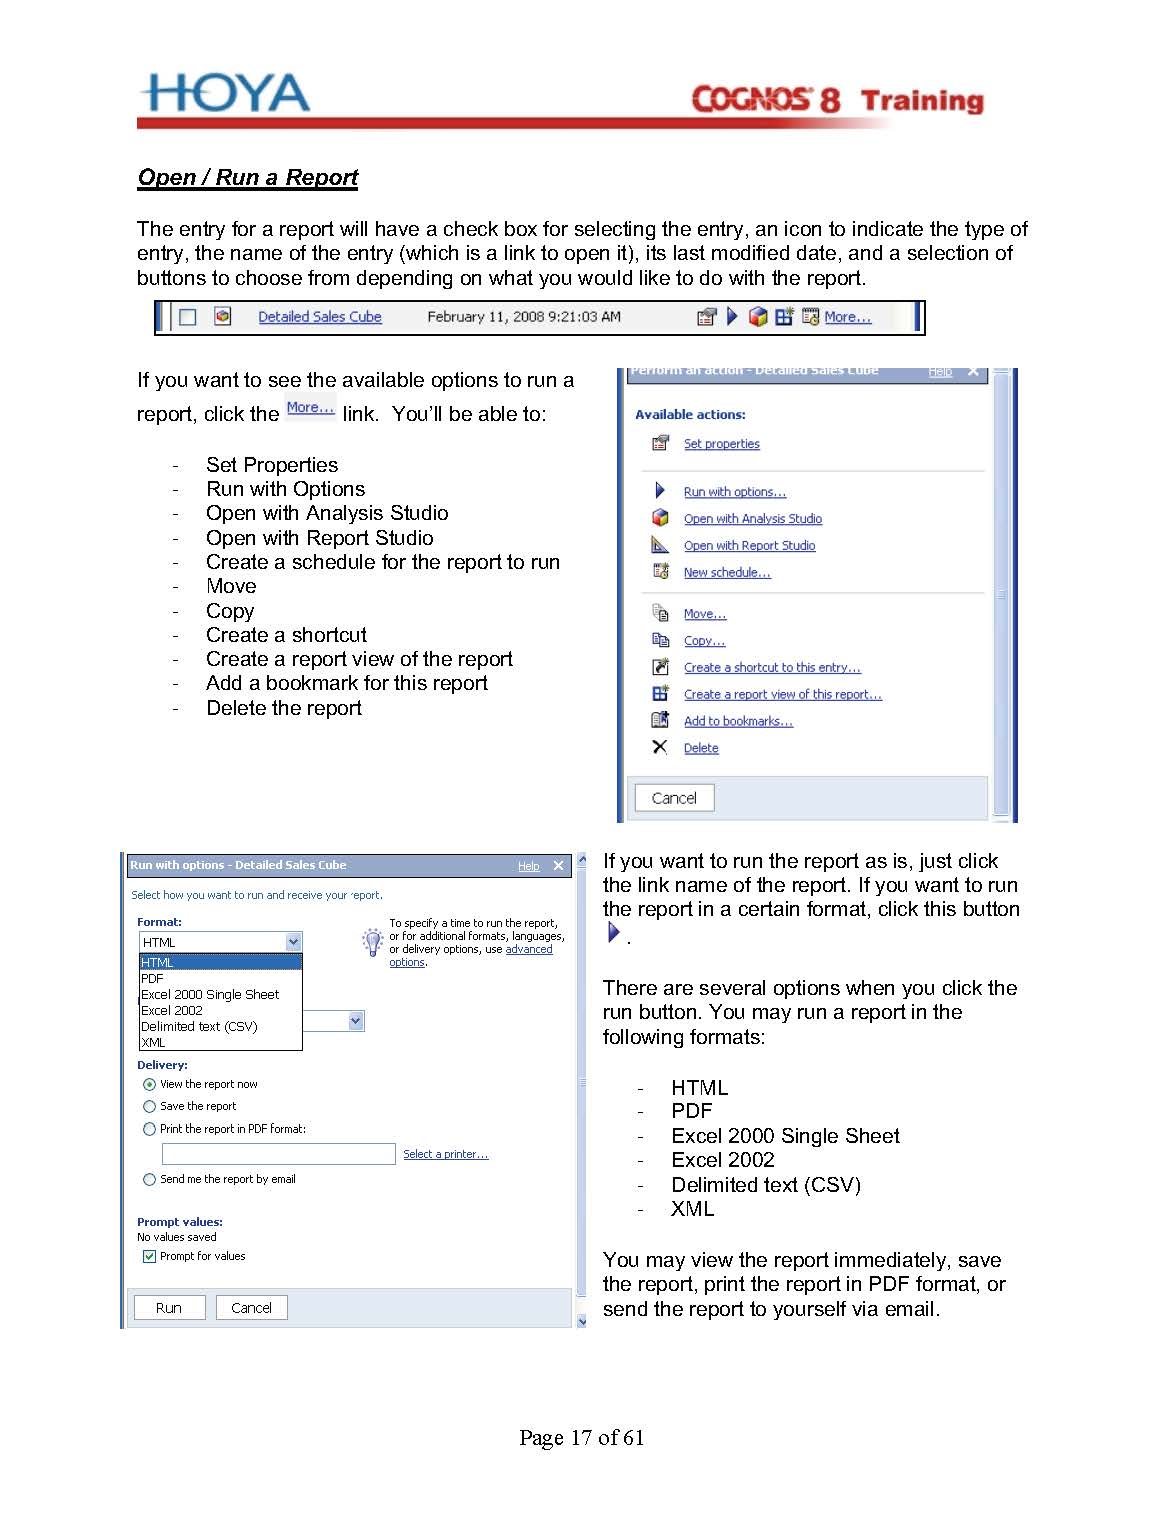 HOYA
COGNOS 8 Training
Open / Run a Report
The entry for a report will have a check box for selecting the entry, an icon to indicate the type of
entry, the name of the entry (which is a link to open it), its last modified date, and a selection of
buttons to choose from depending on what you would like to do with the report.
Detailed Sales Cube February 11, 2008 9:21:03 AM More...
If you want to see the available options to run a
report, click the More... link. You'll be able to:
- Set Properties
- Run with Options
- Open with Analysis Studio
- Open with Report Studio
- Create a schedule for the report to run
- Move
- Copy
- Create a shortcut
- Create a report view of the report
- Add a bookmark for this report
- Delete the report
Perform an action - Detailed Sales Cube Help X
Available actions:
Set properties
Run with options...
Open with Analysis Studio
Open with Report Studio
New schedule...
Move...
Copy...
Create a shortcut to this entry...
Create a report view of this report...
Add to bookmarks...
Delete
Cancel
Run with options - Detailed Sales Cube Help X
Select how you want to run and receive your report.
Format:
HTML
HTML
PDF
Excel 2000 Single Sheet
Excel 2002
Delimited text (CSV)
XML
To specify a time to run the report,
or for additional formats, languages,
or delivery options, use advanced
options.
Delivery:
View the report now
Save the report
Print the report in PDF format:
Select a printer...
Send me the report by email
Prompt values:
No values saved
Prompt for values
Run Cancel
If you want to run the report as is, just click
the link name of the report. If you want to run
the report in a certain format, click this button
.
There are several options when you click the
run button. You may run a report in the
following formats:
- HTML
- PDF
- Excel 2000 Single Sheet
- Excel 2002
- Delimited text (CSV)
- XML
You may view the report immediately, save
the report, print the report in PDF format, or
send the report to yourself via email.
Page 17 of 61